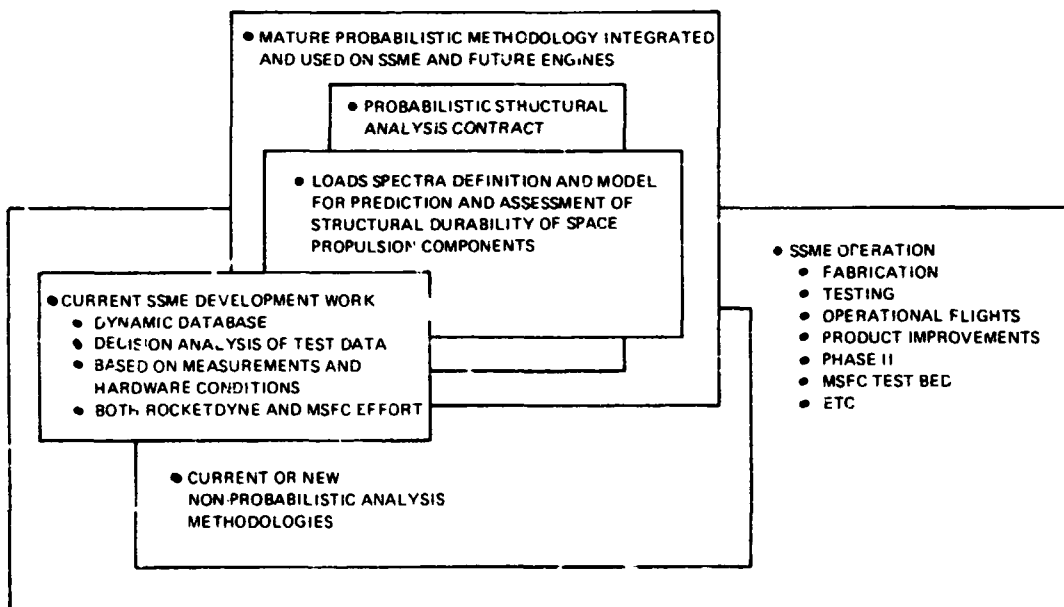 ● MATURE PROBABILISTIC METHODOLOGY INTEGRATED
AND USED ON SSME AND FUTURE ENGINES
● PROBABILISTIC STRUCTURAL
ANALYSIS CONTRACT
● LOADS SPECTRA DEFINITION AND MODEL
FOR PREDICTION AND ASSESSMENT OF
STRUCTURAL DURABILITY OF SPACE
PROPULSION COMPONENTS
● CURRENT SSME DEVELOPMENT WORK
● DYNAMIC DATABASE
● DECISION ANALYSIS OF TEST DATA
● BASED ON MEASUREMENTS AND
HARDWARE CONDITIONS
● BOTH ROCKETDYNE AND MSFC EFFORT
● CURRENT OR NEW
NON-PROBABILISTIC ANALYSIS
METHODOLOGIES
● SSME OPERATION
● FABRICATION
● TESTING
● OPERATIONAL FLIGHTS
● PRODUCT IMPROVEMENTS
● PHASE II
● MSFC TEST BED
● ETC